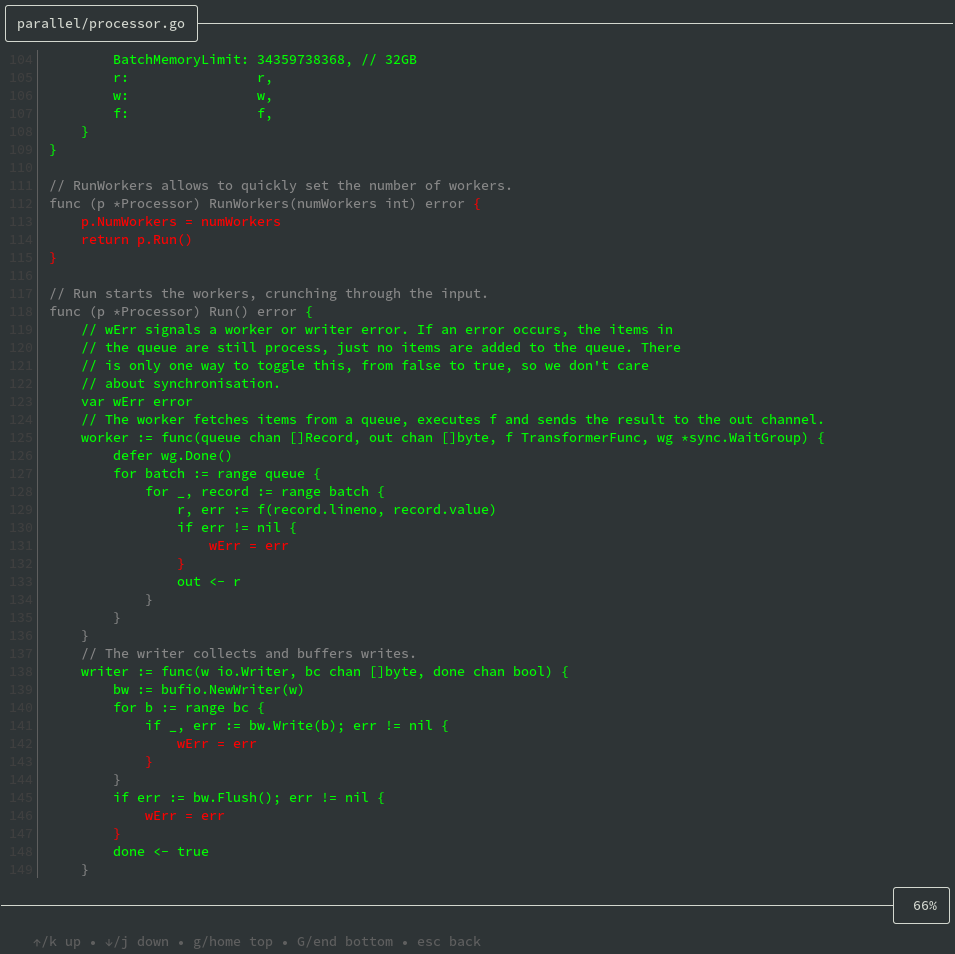 parallel/processor.go
104         BatchMemoryLimit: 34359738368, // 32GB
105         r:                r,
106         w:                w,
107         f:                f,
108     }
109 }
110
111 // RunWorkers allows to quickly set the number of workers.
112 func (p *Processor) RunWorkers(numWorkers int) error {
113     p.NumWorkers = numWorkers
114     return p.Run()
115 }
116
117 // Run starts the workers, crunching through the input.
118 func (p *Processor) Run() error {
119     // wErr signals a worker or writer error. If an error occurs, the items in
120     // the queue are still process, just no items are added to the queue. There
121     // is only one way to toggle this, from false to true, so we don't care
122     // about synchronisation.
123     var wErr error
124     // The worker fetches items from a queue, executes f and sends the result to the out channel.
125     worker := func(queue chan []Record, out chan []byte, f TransformerFunc, wg *sync.WaitGroup) {
126         defer wg.Done()
127         for batch := range queue {
128             for _, record := range batch {
129                 r, err := f(record.lineno, record.value)
130                 if err != nil {
131                     wErr = err
132                 }
133                 out <- r
134             }
135         }
136     }
137     // The writer collects and buffers writes.
138     writer := func(w io.Writer, bc chan []byte, done chan bool) {
139         bw := bufio.NewWriter(w)
140         for b := range bc {
141             if _, err := bw.Write(b); err != nil {
142                 wErr = err
143             }
144         }
145         if err := bw.Flush(); err != nil {
146             wErr = err
147         }
148         done <- true
149     }
66%
↑/k up • ↓/j down • g/home top • G/end bottom • esc back